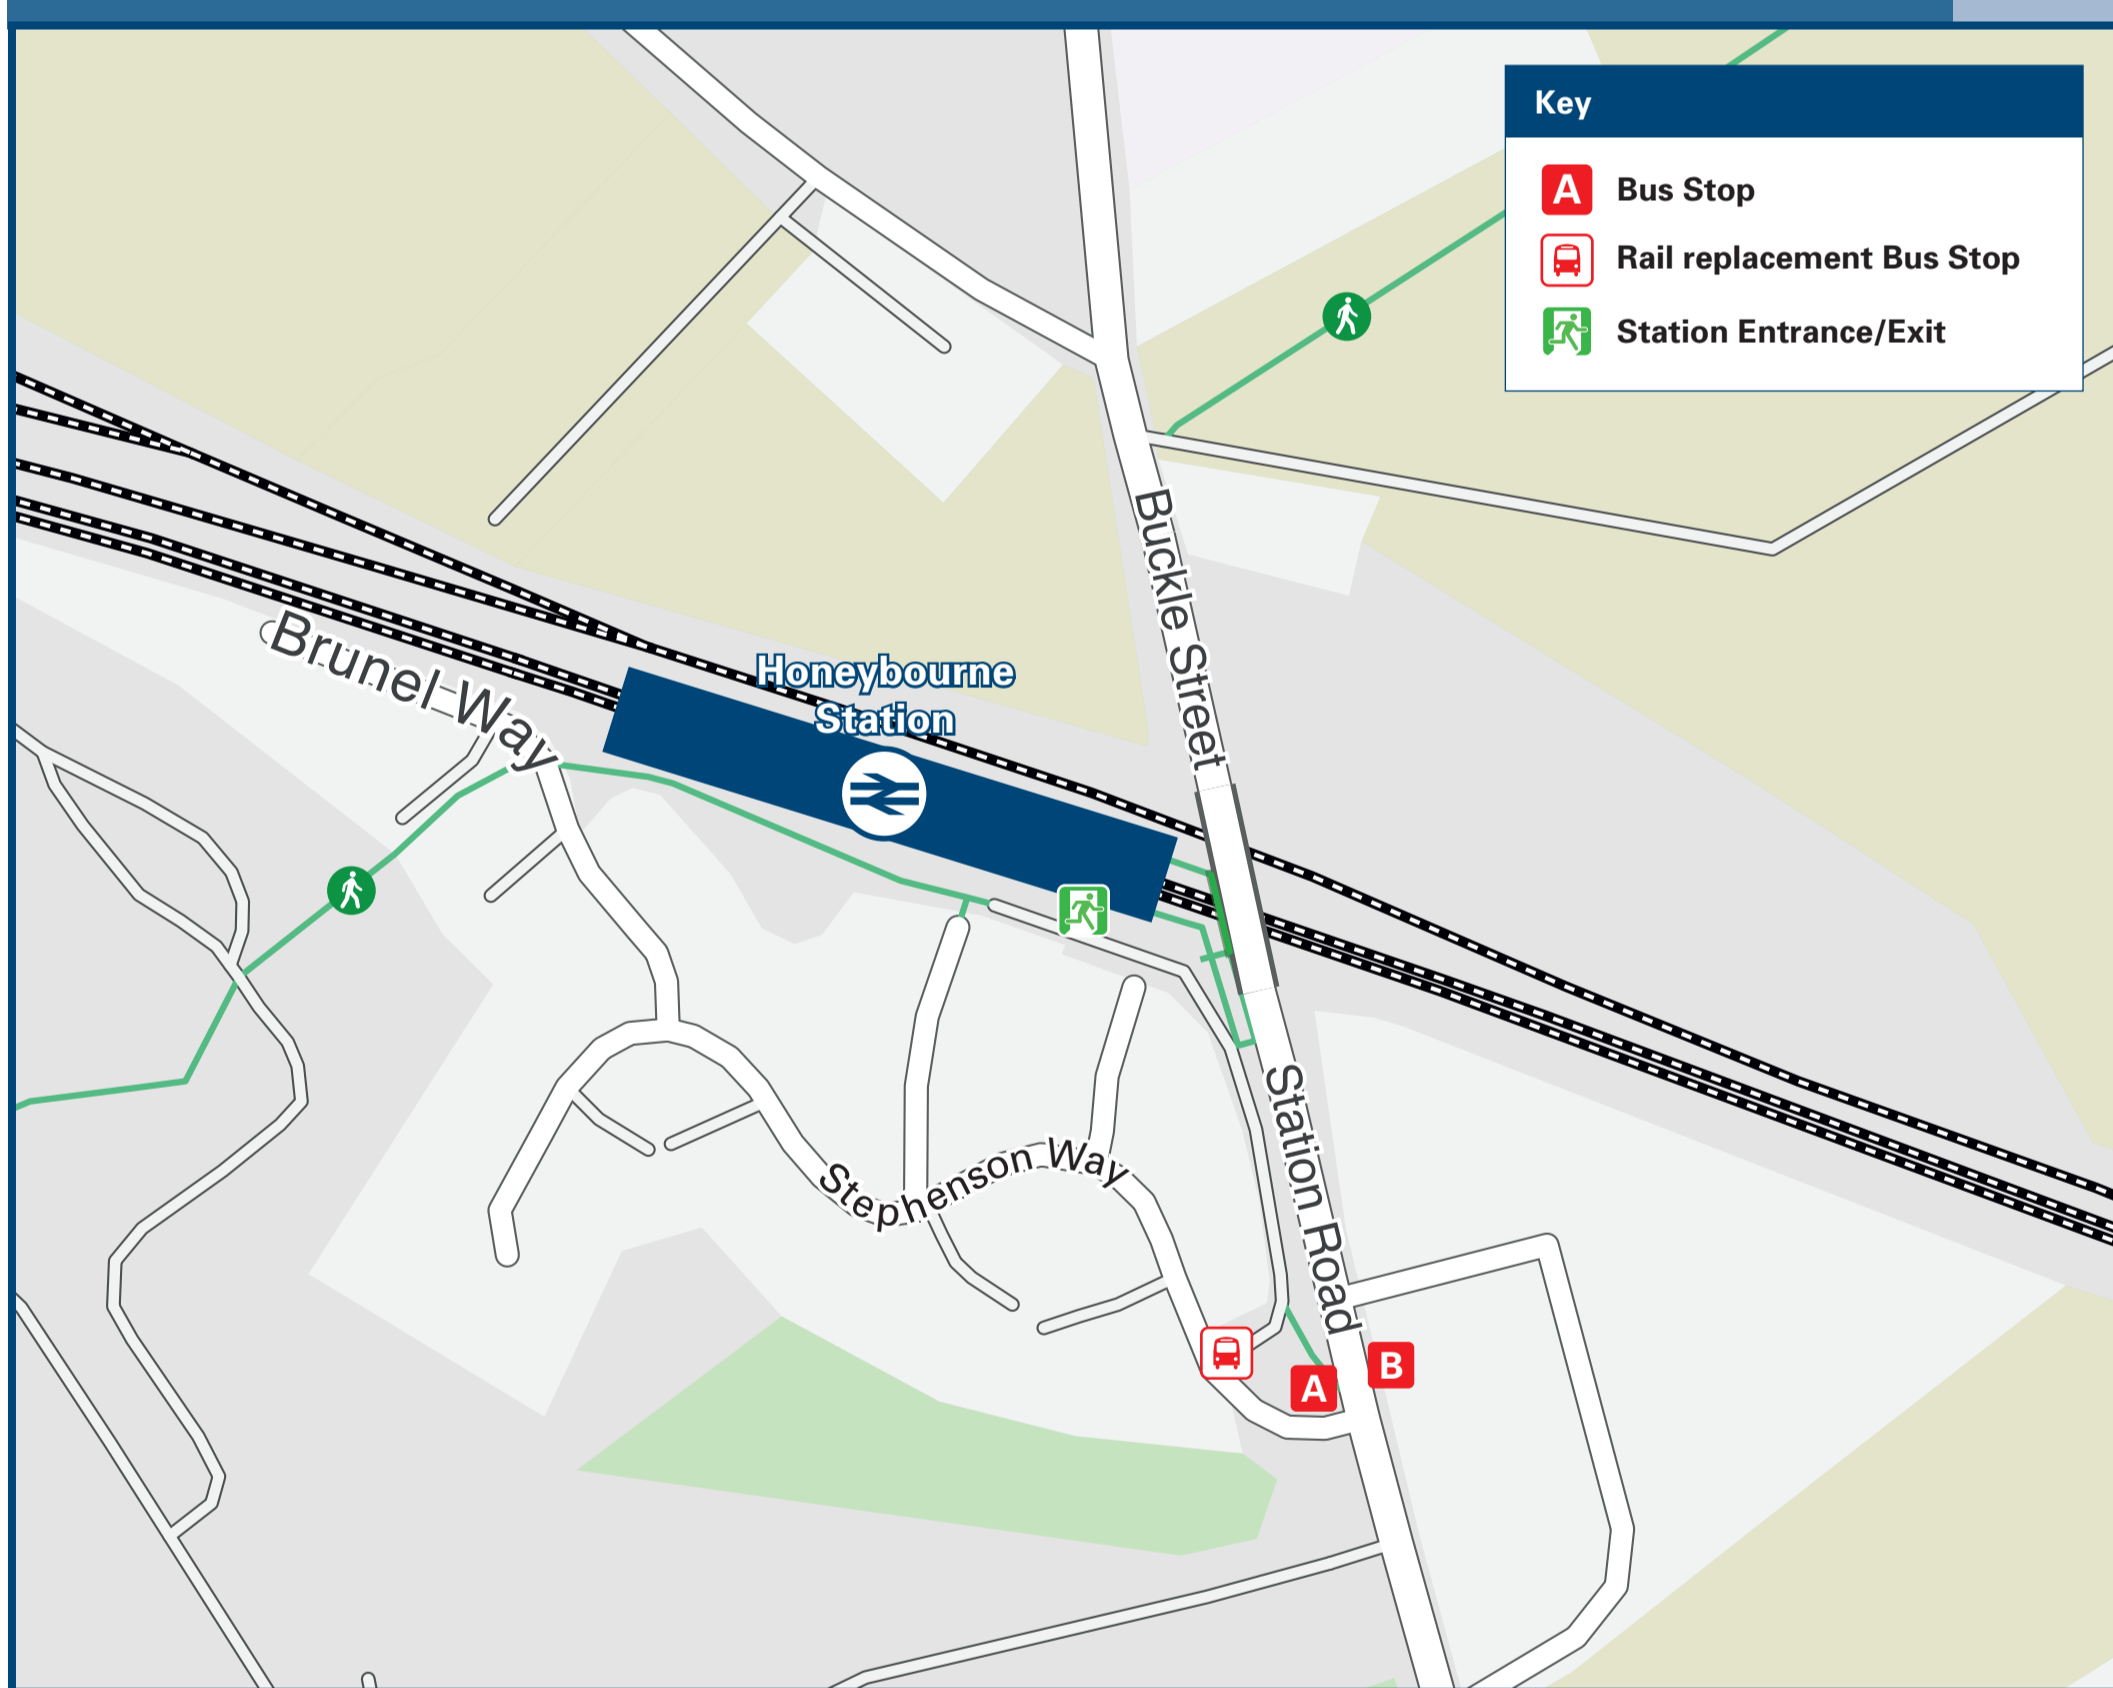 Key
A Bus Stop
Rail replacement Bus Stop
Station Entrance/Exit
Buckle Street
Brunel Way
Honeybourne
Station
Station Road
Stephenson Way
A
B